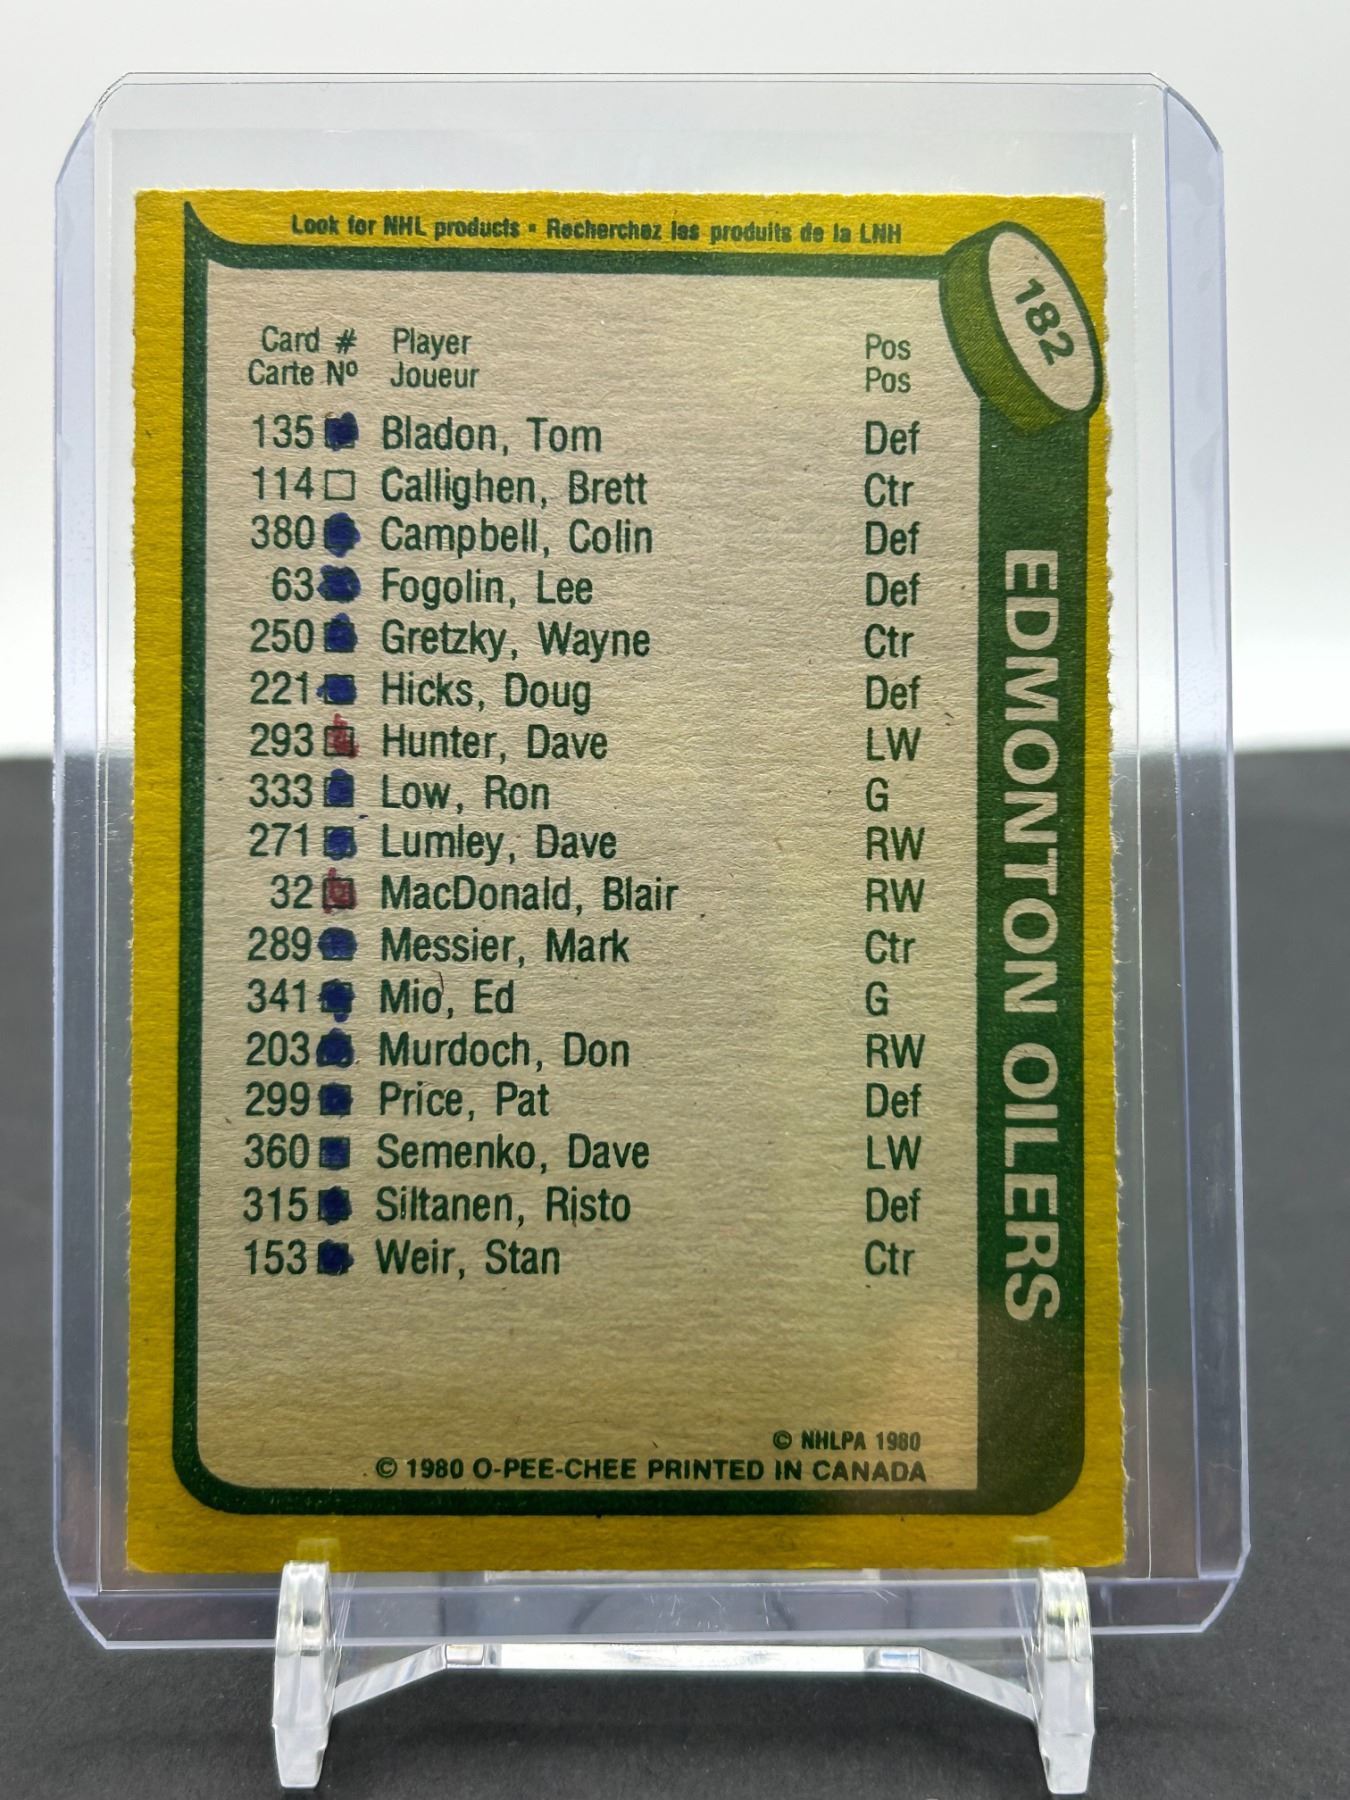 Look for NHL products • Recherchez les produits de la LNH
182
Card # Player Pos
Carte Nº Joueur Pos
135 Bladon, Tom Def
114 Callighen, Brett Ctr
380 Campbell, Colin Def
63 Fogolin, Lee Def
250 Gretzky, Wayne Ctr
221 Hicks, Doug Def
293 Hunter, Dave LW
333 Low, Ron G
271 Lumley, Dave RW
32 MacDonald, Blair RW
289 Messier, Mark Ctr
341 Mio, Ed G
203 Murdoch, Don RW
299 Price, Pat Def
360 Semenko, Dave LW
315 Siltanen, Risto Def
153 Weir, Stan Ctr
EDMONTON OILERS
© NHLPA 1980
© 1980 O-PEE-CHEE PRINTED IN CANADA